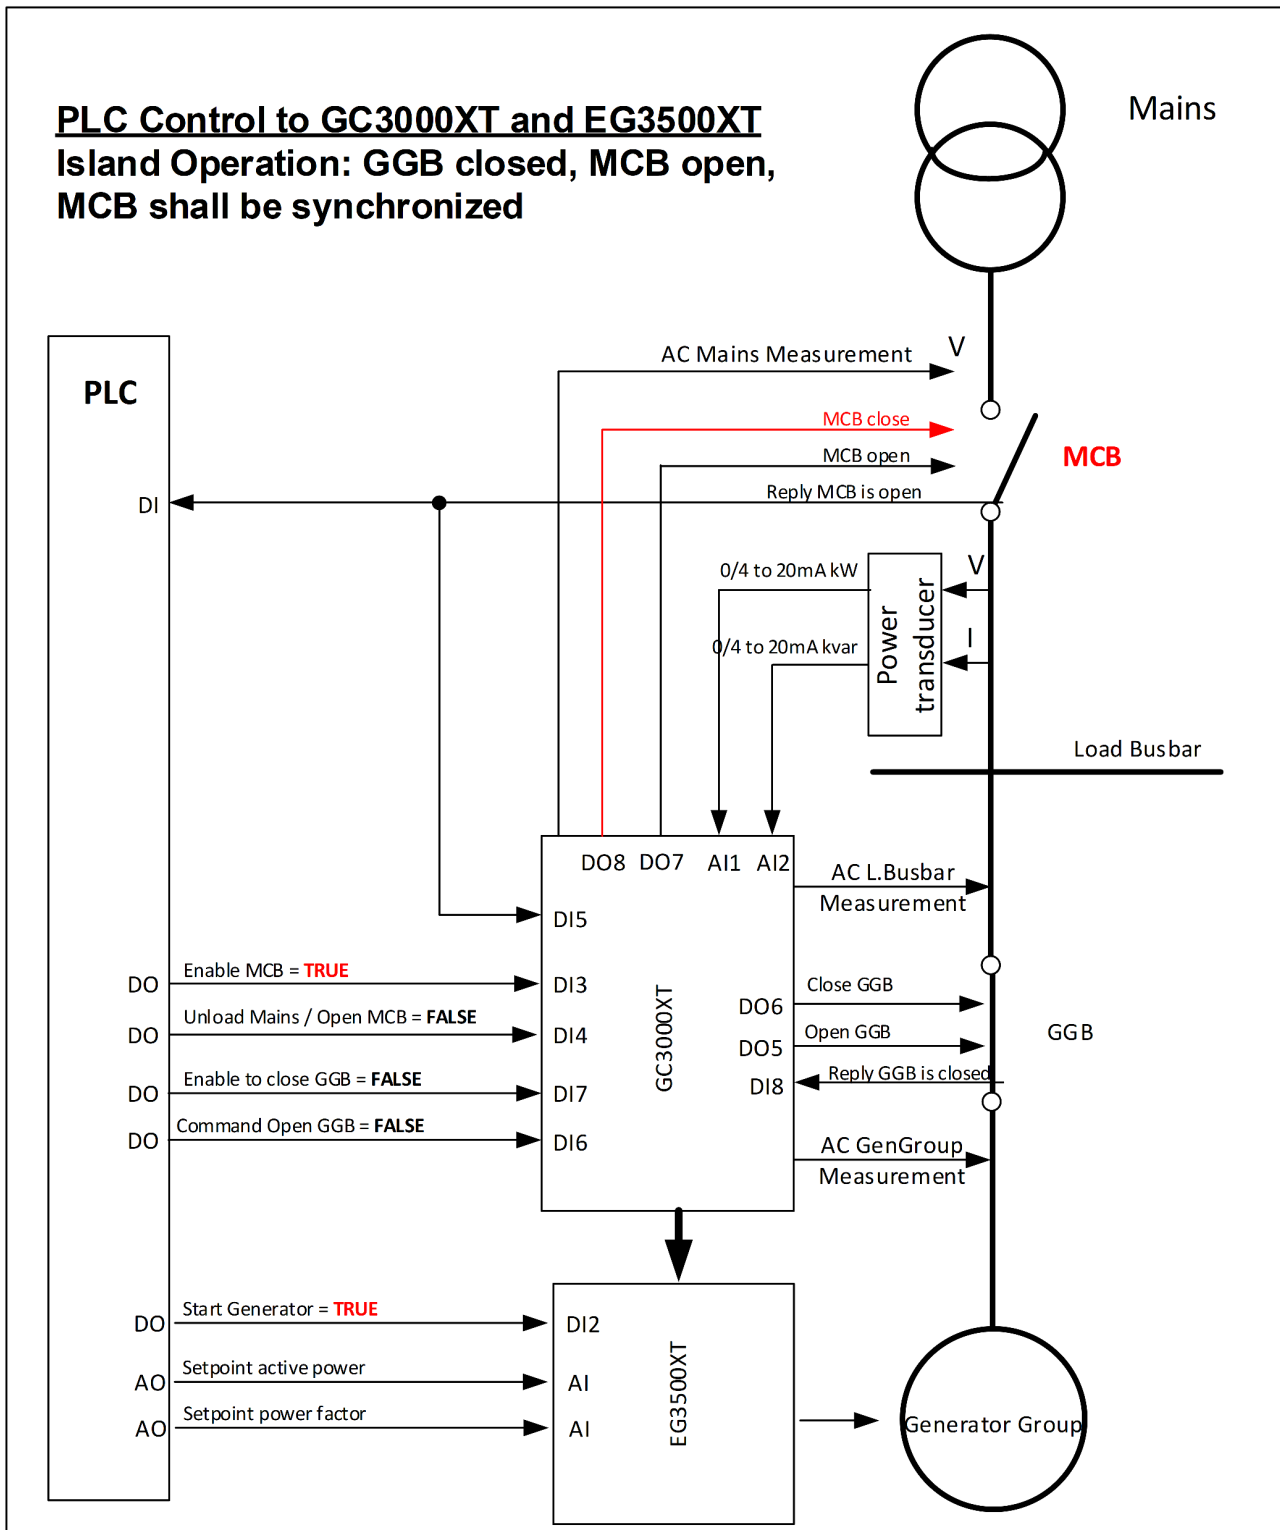 Mains
PLC Control to GC3000XT and EG3500XT
Island Operation: GGB closed, MCB open,
MCB shall be synchronized
AC Mains Measurement
V
PLC
MCB close
MCB open
MCB
Reply MCB is open
DI
0/4 to 20mA kW
V
Power
transducer
0/4 to 20mA kvar
I
Load Busbar
DO8
DO7
AI1
AI2
AC L.Busbar
Measurement
DI5
DO
Enable MCB = TRUE
DI3
Close GGB
DO6
DO
Unload Mains / Open MCB = FALSE
DI4
GC3000XT
Open GGB
DO5
GGB
DO
Enable to close GGB = FALSE
DI7
Reply GGB is closed
DI8
DO
Command Open GGB = FALSE
DI6
AC GenGroup
Measurement
DO
Start Generator = TRUE
DI2
AO
Setpoint active power
AI
EG3500XT
AO
Setpoint power factor
AI
Generator Group